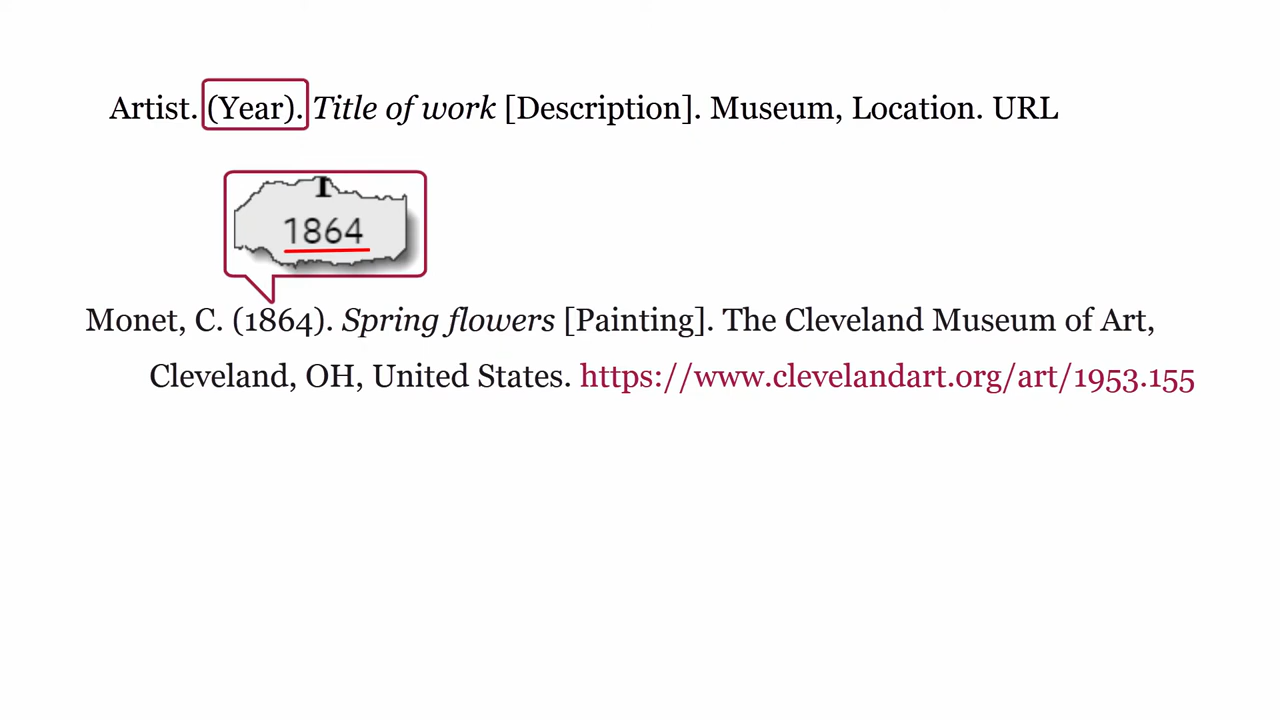 Artist. (Year). Title of work [Description]. Museum, Location. URL
1864
Monet, C. (1864). Spring flowers [Painting]. The Cleveland Museum of Art,
Cleveland, OH, United States. https://www.clevelandart.org/art/1953.155